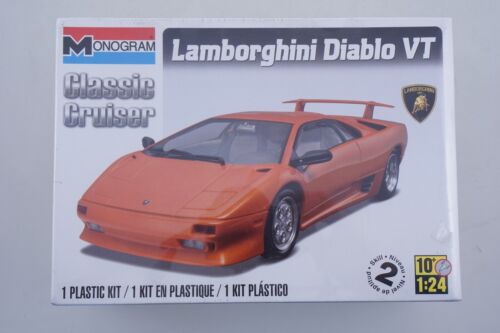 MONOGRAM
Lamborghini Diablo VT
Classic
Cruiser
LAMBORGHINI
Skill • Niveau • Nivel de aptitud •
2
10+
1:24
1 PLASTIC KIT / 1 KIT EN PLASTIQUE / 1 KIT PLÁSTICO